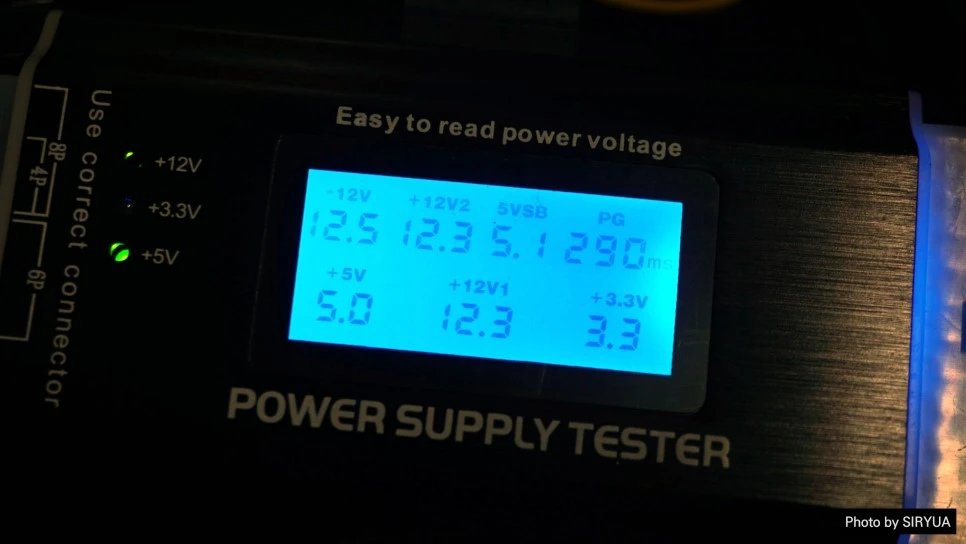 Easy to read power voltage
Use correct connector
8P
4P
6P
+12V
+3.3V
+5V
-12V +12V2 5VSB PG
12.5 12.3 5.1 290 ms
+5V +12V1 +3.3V
5.0 12.3 3.3
POWER SUPPLY TESTER
Photo by SIRYUA